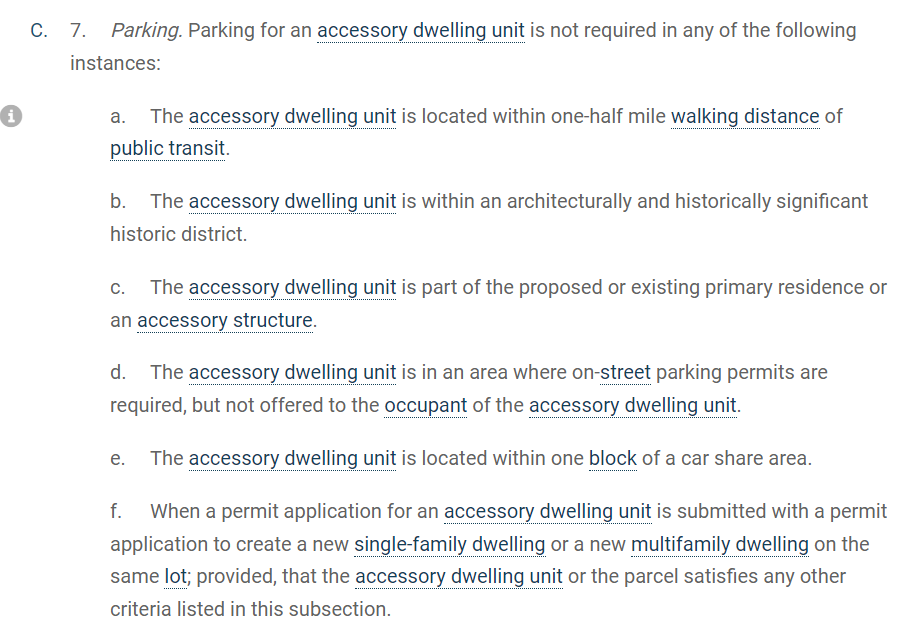 C. 7. Parking. Parking for an accessory dwelling unit is not required in any of the following
instances:
a. The accessory dwelling unit is located within one-half mile walking distance of
public transit.
b. The accessory dwelling unit is within an architecturally and historically significant
historic district.
c. The accessory dwelling unit is part of the proposed or existing primary residence or
an accessory structure.
d. The accessory dwelling unit is in an area where on-street parking permits are
required, but not offered to the occupant of the accessory dwelling unit.
e. The accessory dwelling unit is located within one block of a car share area.
f. When a permit application for an accessory dwelling unit is submitted with a permit
application to create a new single-family dwelling or a new multifamily dwelling on the
same lot; provided, that the accessory dwelling unit or the parcel satisfies any other
criteria listed in this subsection.